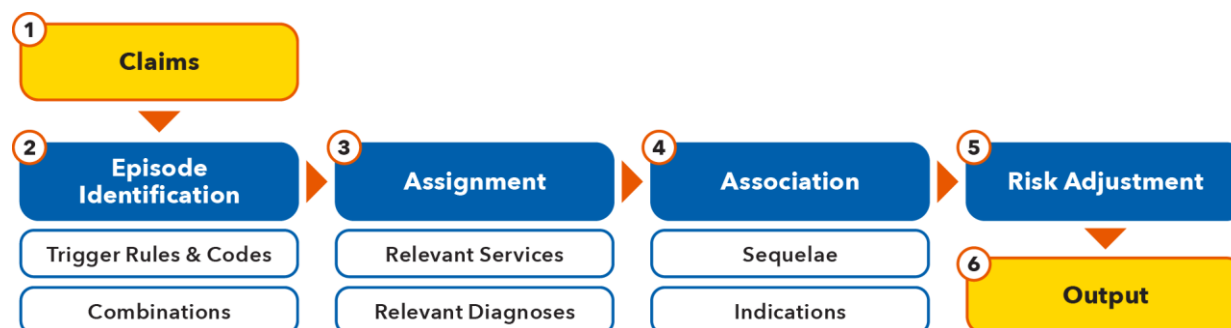 1
Claims
2
Episode
Identification
3
Assignment
4
Association
5
Risk Adjustment
Trigger Rules & Codes
Relevant Services
Sequelae
6
Output
Combinations
Relevant Diagnoses
Indications